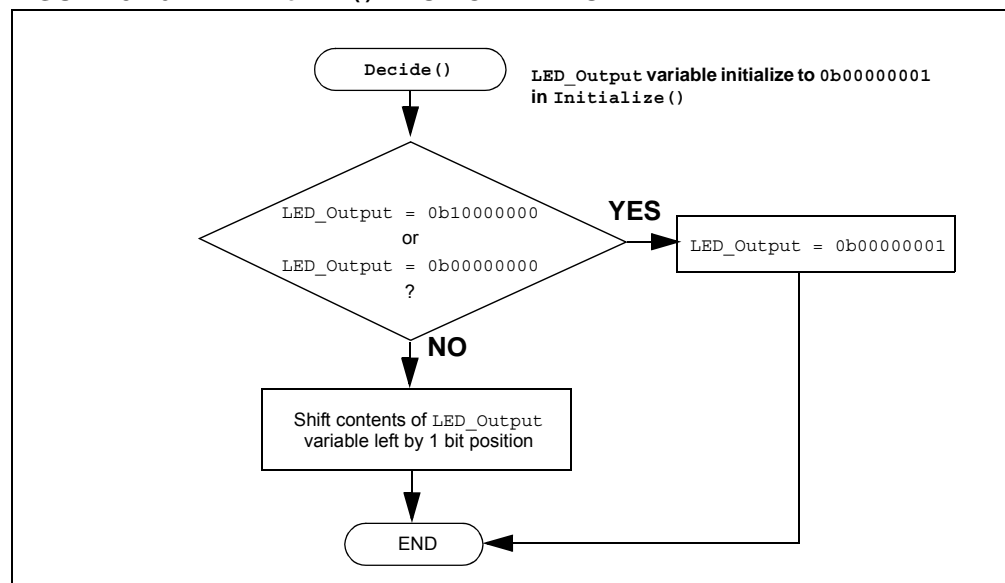 Decide()
LED_Output variable initialize to 0b00000001
in Initialize()
LED_Output = 0b10000000
or
LED_Output = 0b00000000
?
YES
LED_Output = 0b00000001
NO
Shift contents of LED_Output
variable left by 1 bit position
END